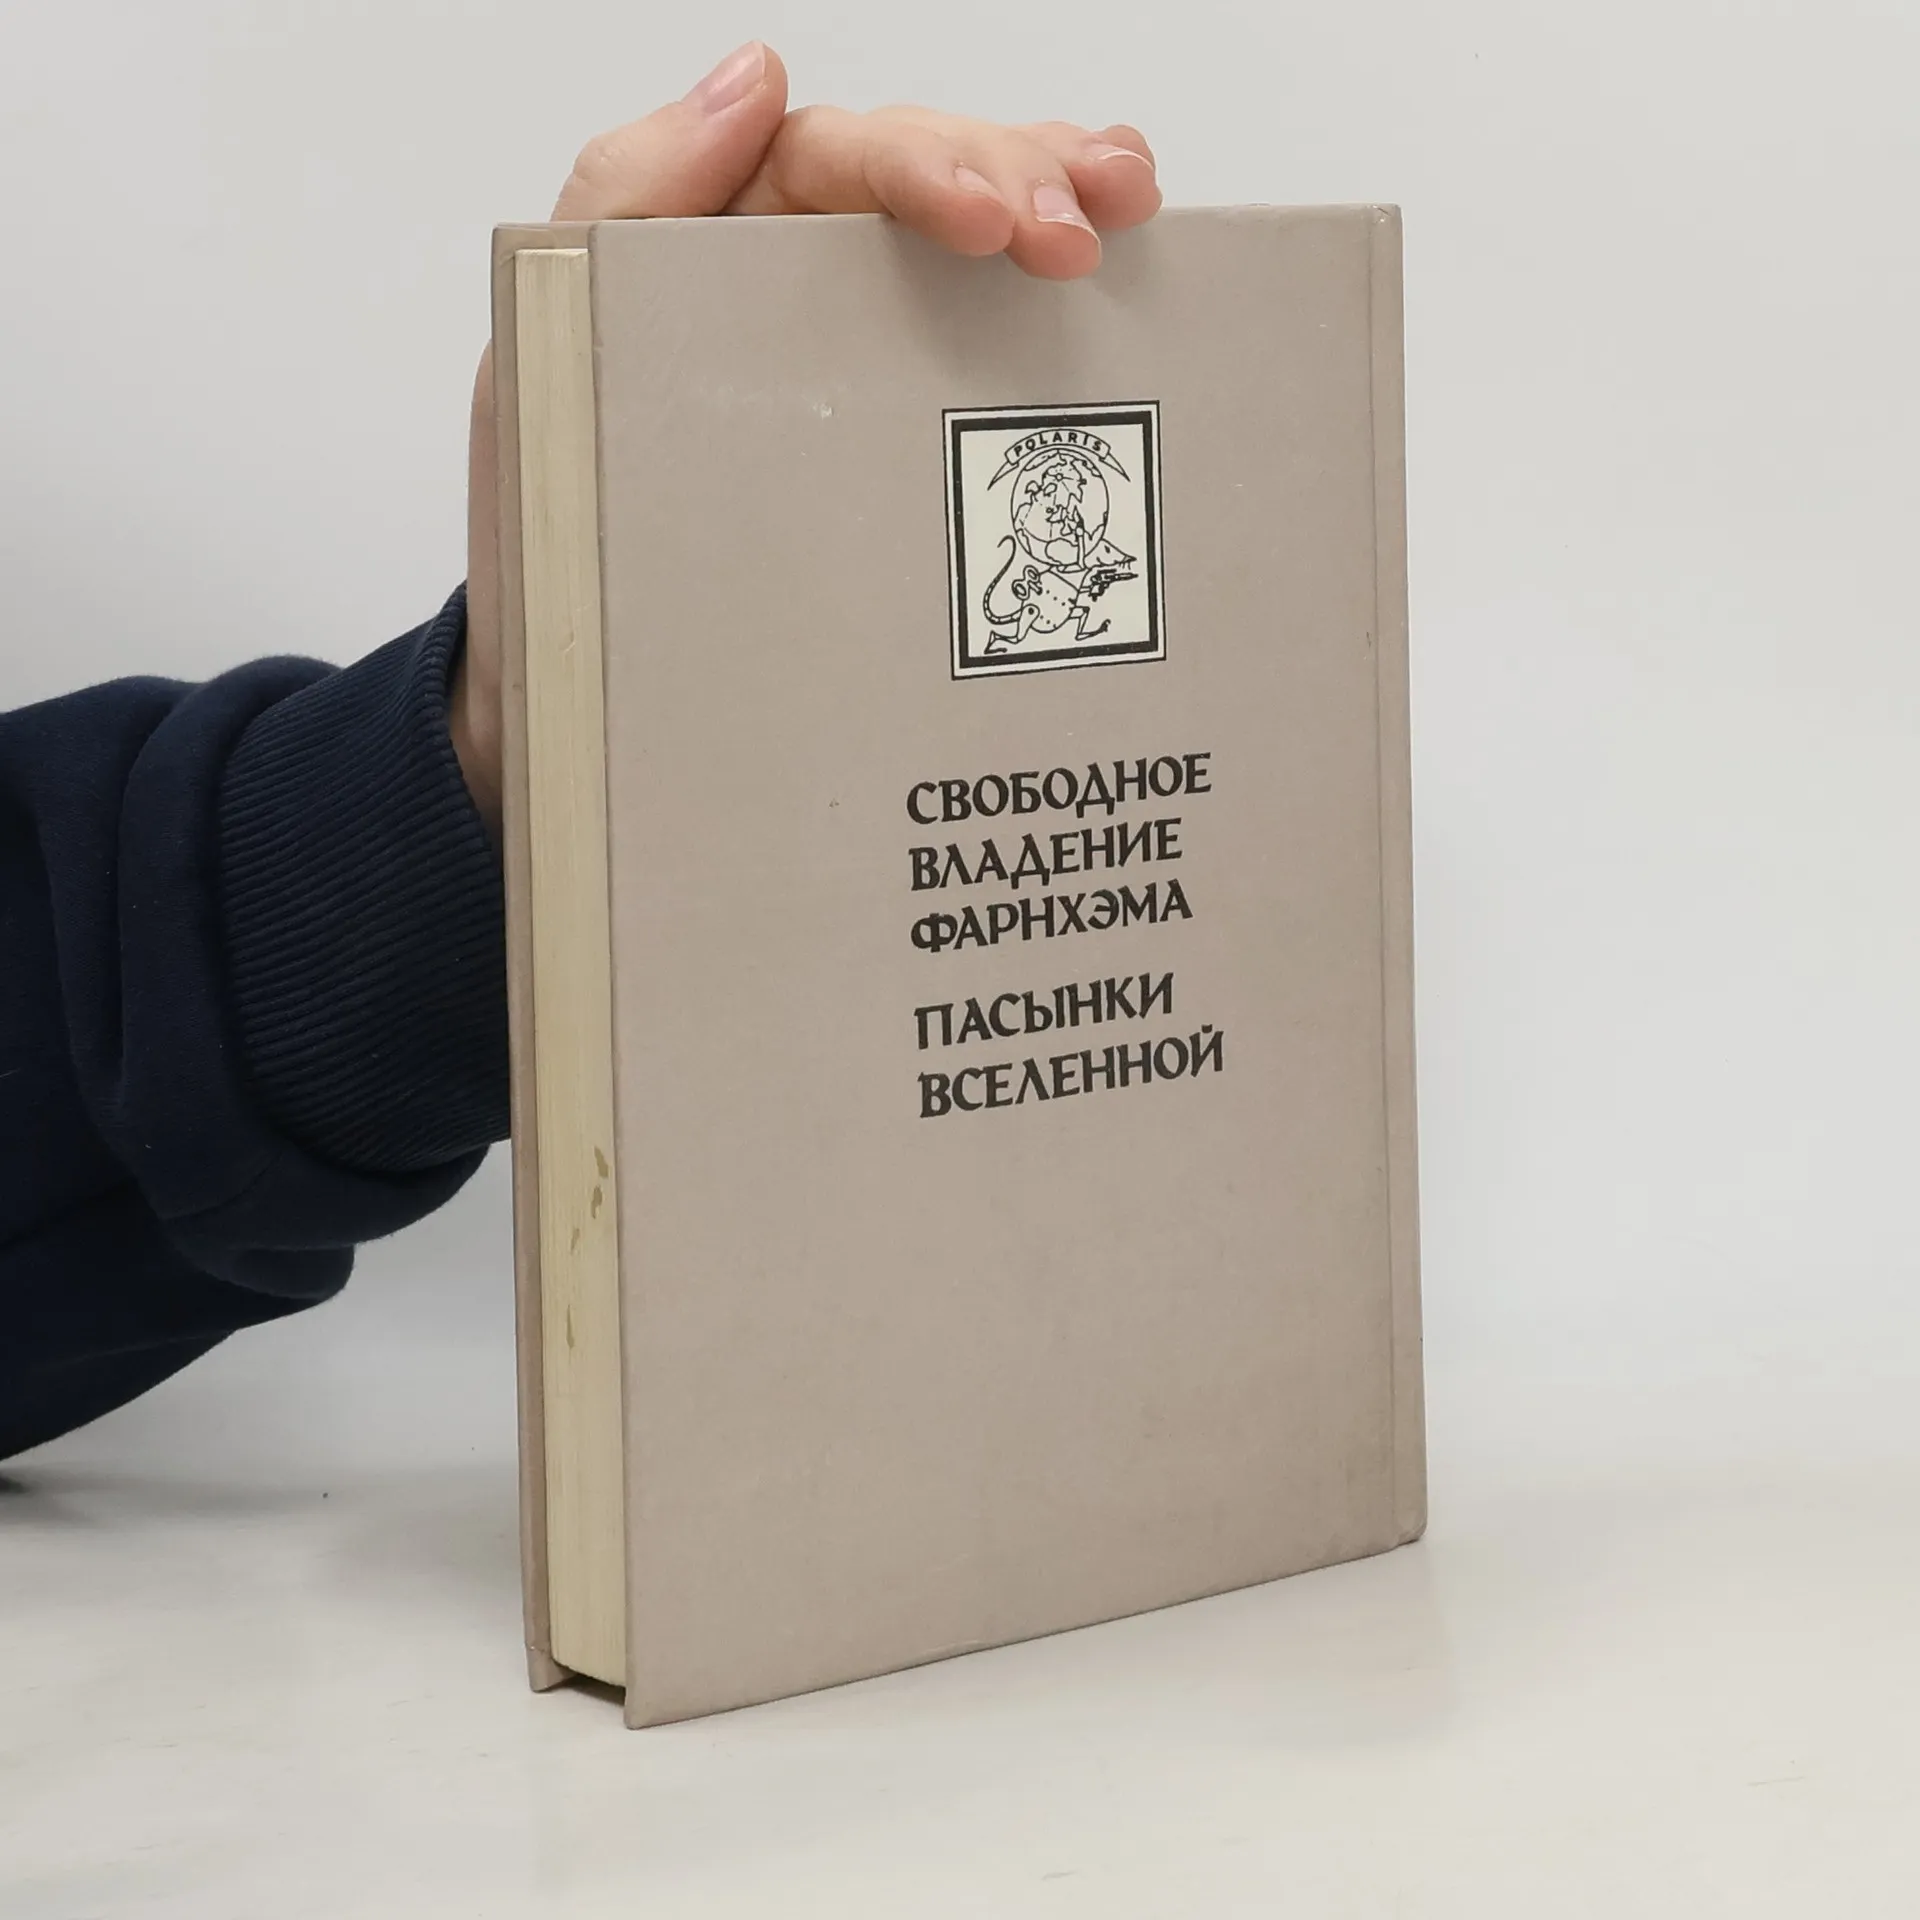 POLARIS
СВОБОДНОЕ
ВЛАДЕНИЕ
ФАРНХЭМА
ПАСЫНКИ
ВСЕЛЕННОЙ